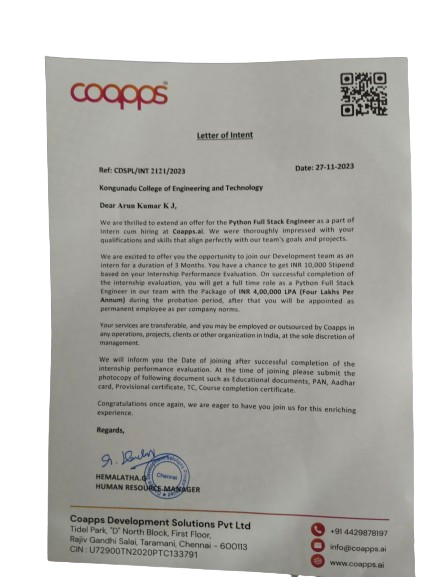 coapps
Letter of Intent
Ref: CDSPL/INT 2121/2023
Date: 27-11-2023
Kongunadu College of Engineering and Technology
Dear Arun Kumar K J,
We are thrilled to extend an offer for the Python Full Stack Engineer as a part of
Intern cum hiring at Coapps.ai. We were thoroughly impressed with your
qualifications and skills that align perfectly with our team's goals and projects.
We are excited to offer you the opportunity to join our Development team as an
intern for a duration of 3 Months. You have a chance to get INR 10,000 Stipend
based on your Internship Performance Evaluation. On successful completion of
the internship evaluation, you will get a full time role as a Python Full Stack
Engineer in our team with the Package of INR 4,00,000 LPA (Four Lakhs Per
Annum) during the probation period, after that you will be appointed as
permanent employee as per company norms.
Your services are transferable, and you may be employed or outsourced by Coapps in
any operations, projects, clients or other organization in India, at the sole discretion of
management.
We will inform you the Date of joining after successful completion of the
internship performance evaluation. At the time of joining please submit the
photocopy of following document such as Educational documents, PAN, Aadhar
card, Provisional certificate, TC, Course completion certificate.
Congratulations once again, we are eager to have you join us for this enriching
experience.
Regards,
Chennai
HEMALATHA.G
HUMAN RESOURCE MANAGER
Coapps Development Solutions Pvt Ltd
Tidel Park, "D" North Block, First Floor,
Rajiv Gandhi Salai, Taramani, Chennai - 600113
CIN : U72900TN2020PTC133791
+91 4429878197
info@coapps.ai
www.coapps.ai